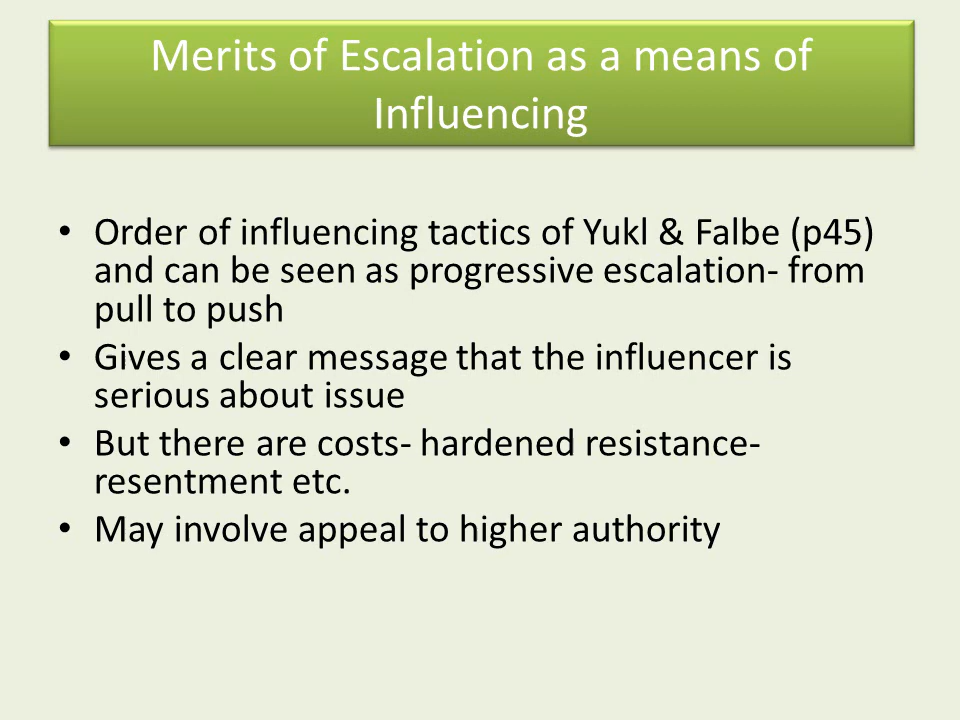 Merits of Escalation as a means of
Influencing
• Order of influencing tactics of Yukl & Falbe (p45)
and can be seen as progressive escalation- from
pull to push
• Gives a clear message that the influencer is
serious about issue
• But there are costs- hardened resistance-
resentment etc.
• May involve appeal to higher authority